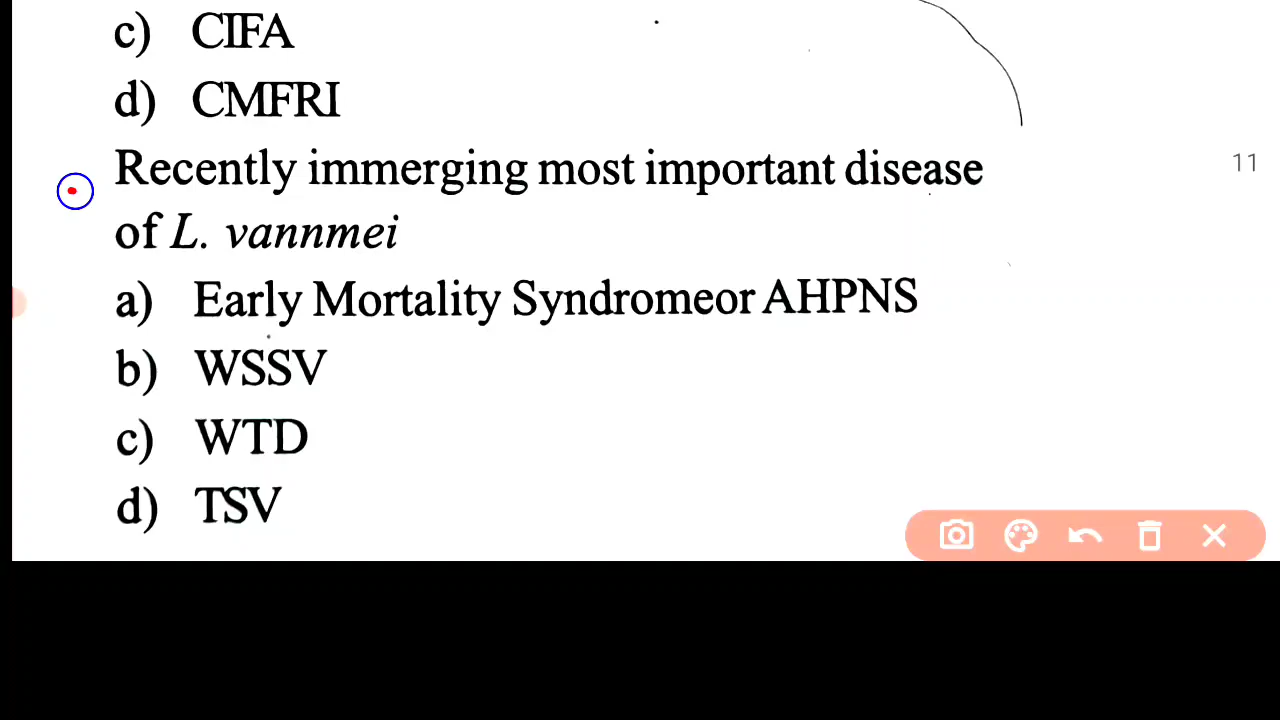 c) CIFA
d) CMFRI
Recently immerging most important disease
11
of L. vannmei
a) Early Mortality Syndromeor AHPNS
b) WSSV
c) WTD
d) TSV